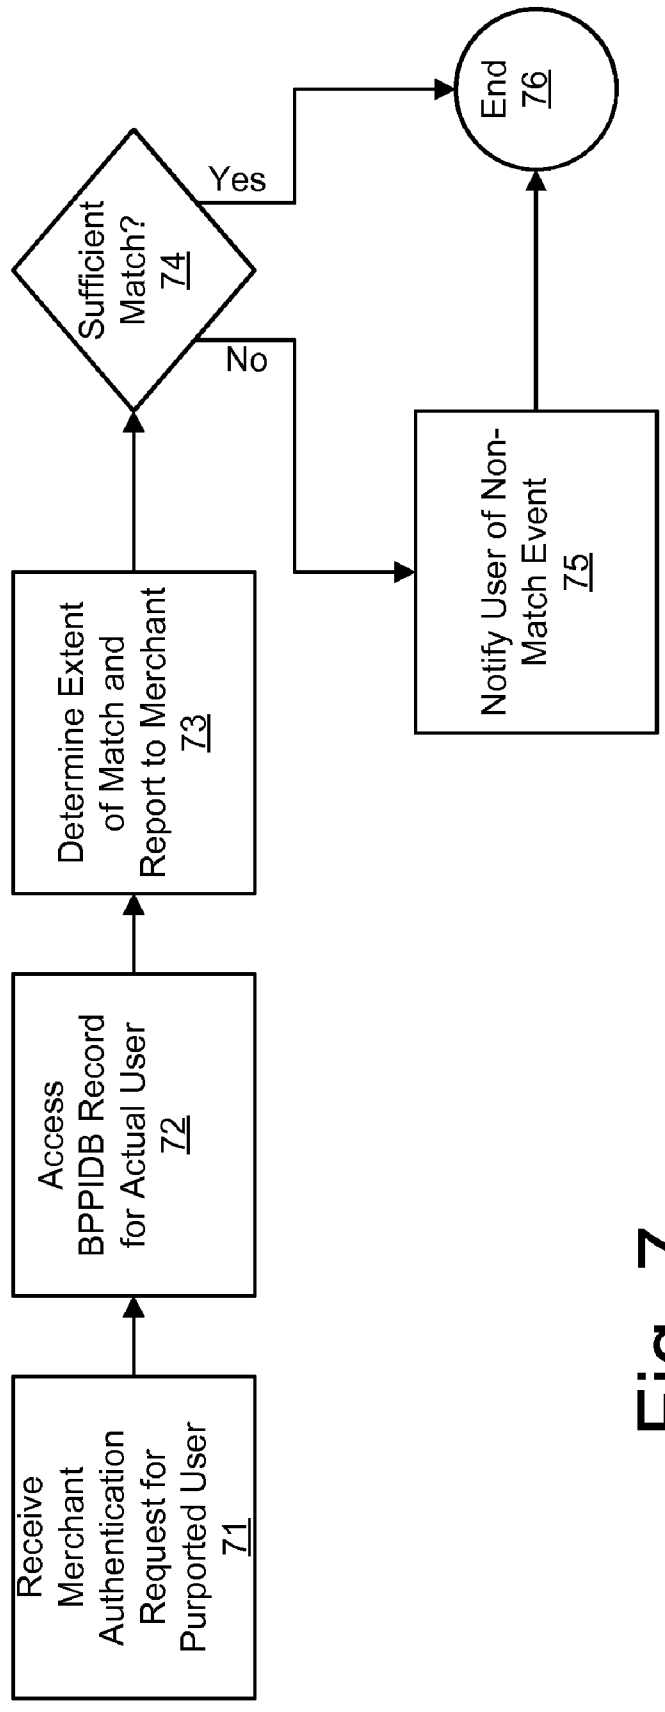 Receive
Merchant
Authentication
Request for
Purported User
71
Access
BPPIDB Record
for Actual User
72
Determine Extent
of Match and
Report to Merchant
73
Sufficient
Match?
74
Yes
No
Notify User of Non-
Match Event
75
End
76
Fig. 7